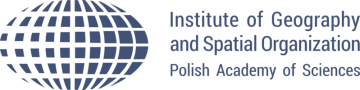 Institute of Geography
and Spatial Organization
Polish Academy of Sciences